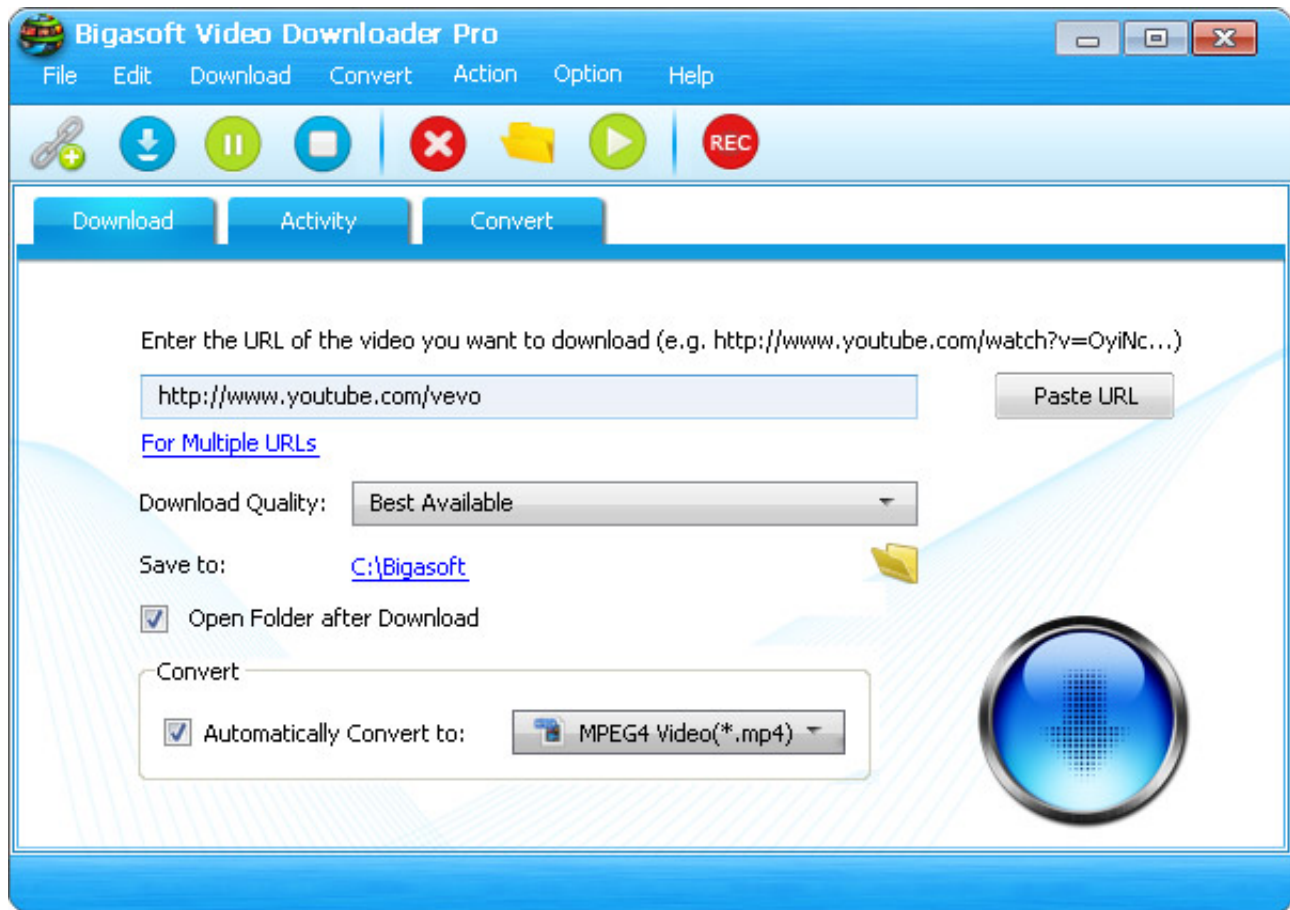 Bigasoft Video Downloader Pro
File Edit Download Convert Action Option Help
REC
Download Activity Convert
Enter the URL of the video you want to download (e.g. http://www.youtube.com/watch?v=OyiNc...)
http://www.youtube.com/vevo Paste URL
For Multiple URLs
Download Quality: Best Available
Save to: C:\Bigasoft
Open Folder after Download
Convert
Automatically Convert to: MPEG4 Video(*.mp4)